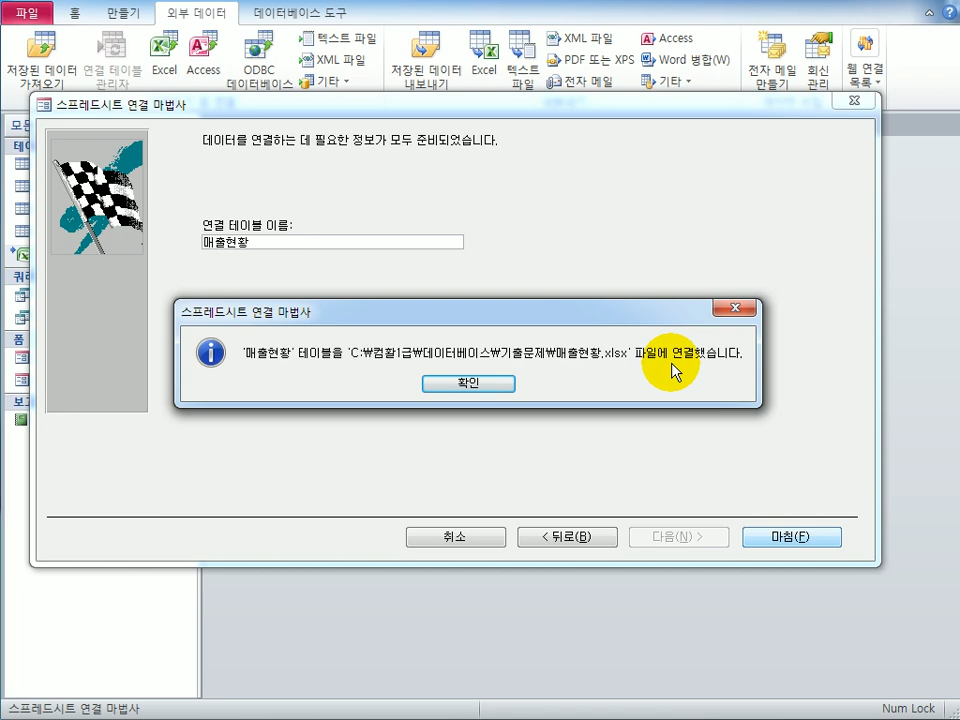 파일 홈 만들기 외부 데이터 데이터베이스 도구
저장된 데이터 가져오기
연결 테이블 관리자
Excel
Access
ODBC 데이터베이스
텍스트 파일
XML 파일
기타
저장된 데이터 내보내기
Excel
텍스트 파일
XML 파일
PDF 또는 XPS
전자 메일
Access
Word 병합(W)
기타
전자 메일 만들기
회신 관리
웹 연결 목록
스프레드시트 연결 마법사
데이터를 연결하는 데 필요한 정보가 모두 준비되었습니다.
연결 테이블 이름:
매출현황
스프레드시트 연결 마법사
'매출현황' 테이블을 'C:₩컴활1급₩데이터베이스₩기출문제₩매출현황.xlsx' 파일에 연결했습니다.
확인
취소
< 뒤로(B)
다음(N) >
마침(F)
스프레드시트 연결 마법사
Num Lock